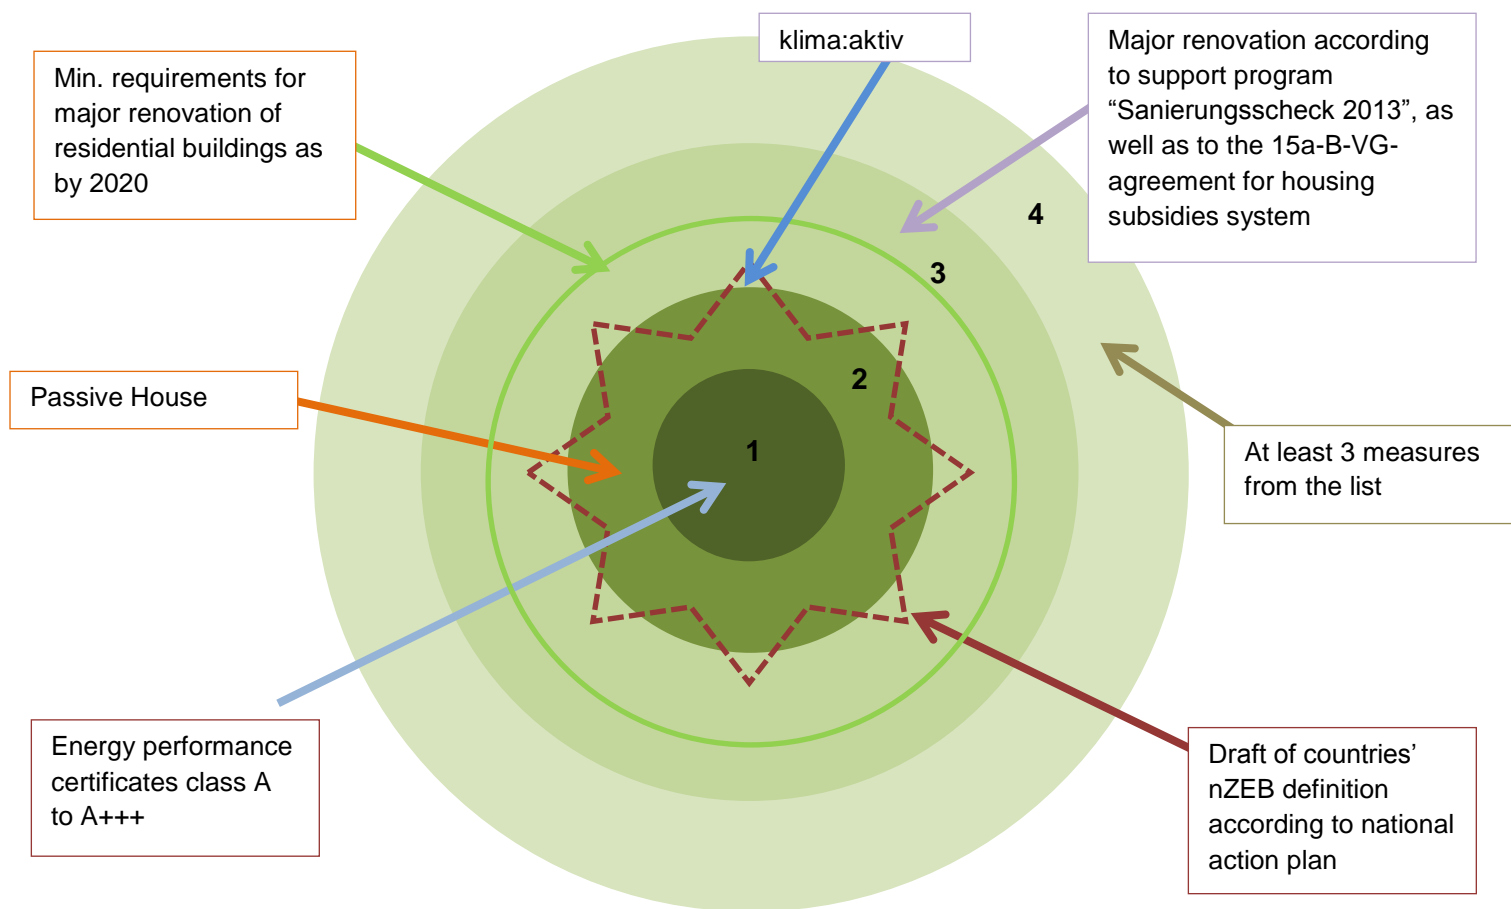 klima:aktiv
Major renovation according
to support program
“Sanierungsscheck 2013”, as
well as to the 15a-B-VG-
agreement for housing
subsidies system
Min. requirements for
major renovation of
residential buildings as
by 2020
4
3
2
Passive House
1
At least 3 measures
from the list
Energy performance
certificates class A
to A+++
Draft of countries’
nZEB definition
according to national
action plan